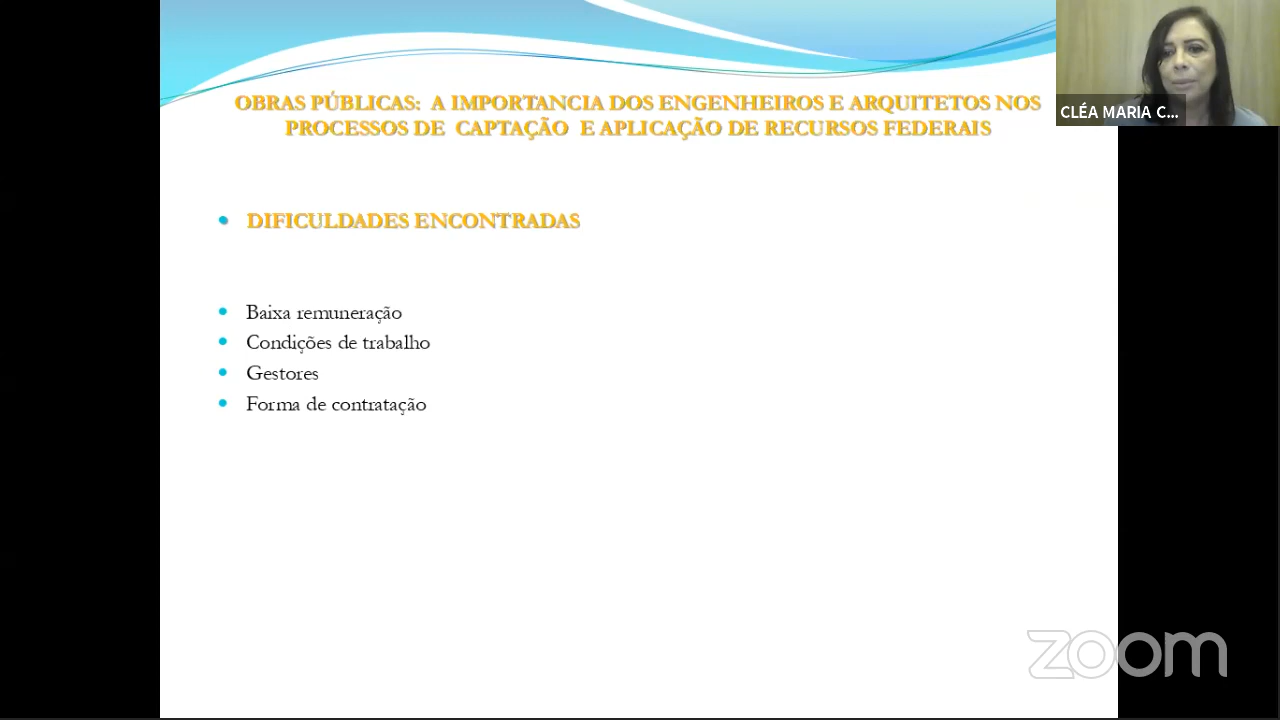 OBRAS PÚBLICAS: A IMPORTANCIA DOS ENGENHEIROS E ARQUITETOS NOS
PROCESSOS DE CAPTAÇÃO E APLICAÇÃO DE RECURSOS FEDERAIS
CLÉA MARIA C...
• DIFICULDADES ENCONTRADAS
• Baixa remuneração
• Condições de trabalho
• Gestores
• Forma de contratação
zoom